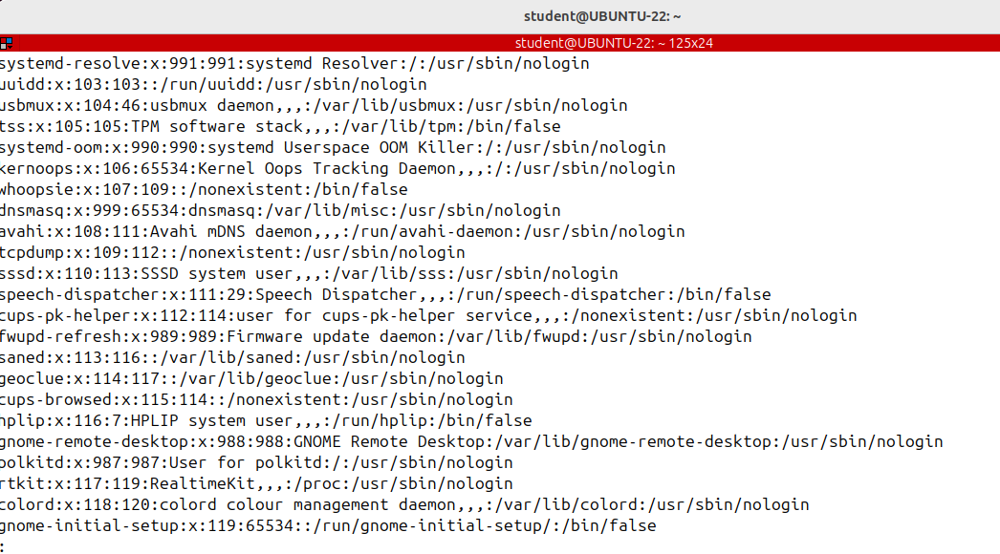 student@UBUNTU-22: ~
student@UBUNTU-22: ~ 125x24
systemd-resolve:x:991:991:systemd Resolver:/:/usr/sbin/nologin
uuidd:x:103:103::/run/uuidd:/usr/sbin/nologin
usbmux:x:104:46:usbmux daemon,,,:/var/lib/usbmux:/usr/sbin/nologin
tss:x:105:105:TPM software stack,,,:/var/lib/tpm:/bin/false
systemd-oom:x:990:990:systemd Userspace OOM Killer:/:/usr/sbin/nologin
kernoops:x:106:65534:Kernel Oops Tracking Daemon,,,:/:/usr/sbin/nologin
whoopsie:x:107:109::/nonexistent:/bin/false
dnsmasq:x:999:65534:dnsmasq:/var/lib/misc:/usr/sbin/nologin
avahi:x:108:111:Avahi mDNS daemon,,,:/run/avahi-daemon:/usr/sbin/nologin
tcpdump:x:109:112::/nonexistent:/usr/sbin/nologin
sssd:x:110:113:SSSD system user,,,:/var/lib/sss:/usr/sbin/nologin
speech-dispatcher:x:111:29:Speech Dispatcher,,,:/run/speech-dispatcher:/bin/false
cups-pk-helper:x:112:114:user for cups-pk-helper service,,,:/nonexistent:/usr/sbin/nologin
fwupd-refresh:x:989:989:Firmware update daemon:/var/lib/fwupd:/usr/sbin/nologin
saned:x:113:116::/var/lib/saned:/usr/sbin/nologin
geoclue:x:114:117::/var/lib/geoclue:/usr/sbin/nologin
cups-browsed:x:115:114::/nonexistent:/usr/sbin/nologin
hplip:x:116:7:HPLIP system user,,,:/run/hplip:/bin/false
gnome-remote-desktop:x:988:988:GNOME Remote Desktop:/var/lib/gnome-remote-desktop:/usr/sbin/nologin
polkitd:x:987:987:User for polkitd:/:/usr/sbin/nologin
rtkit:x:117:119:RealtimeKit,,,:/proc:/usr/sbin/nologin
colord:x:118:120:colord colour management daemon,,,:/var/lib/colord:/usr/sbin/nologin
gnome-initial-setup:x:119:65534::/run/gnome-initial-setup/:/bin/false
: